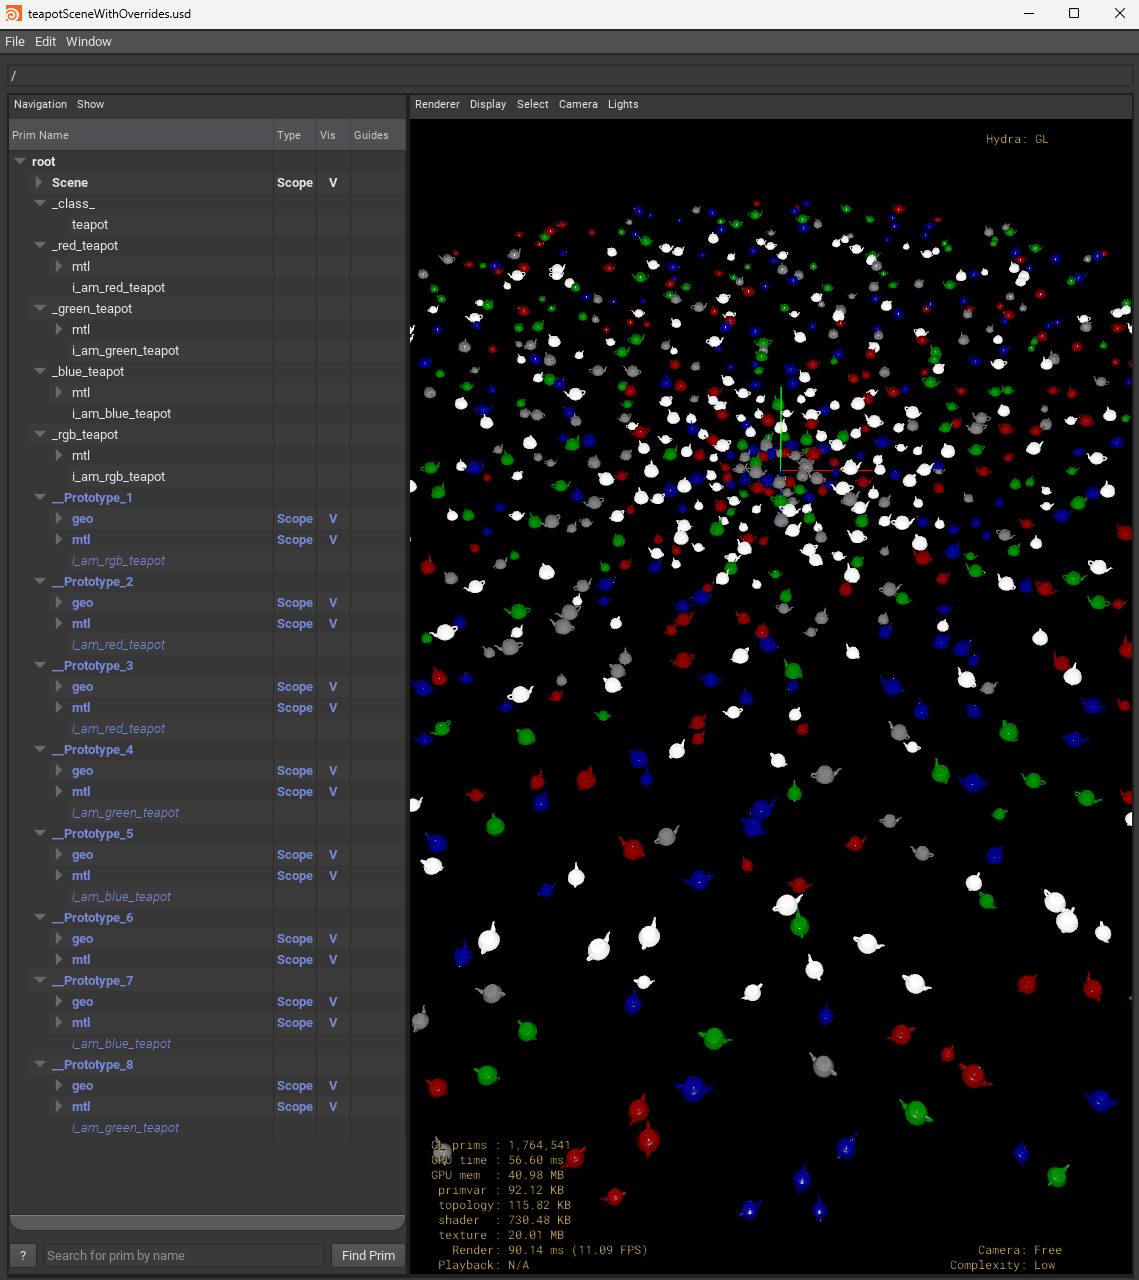 teapotSceneWithOverrides.usd
File Edit Window
/
Navigation Show
Renderer Display Select Camera Lights
Prim Name Type Vis Guides
Hydra: GL
root
Scene Scope V
_class_
teapot
_red_teapot
mtl
i_am_red_teapot
_green_teapot
mtl
i_am_green_teapot
_blue_teapot
mtl
i_am_blue_teapot
_rgb_teapot
mtl
i_am_rgb_teapot
__Prototype_1
geo Scope V
mtl Scope V
i_am_rgb_teapot
__Prototype_2
geo Scope V
mtl Scope V
i_am_red_teapot
__Prototype_3
geo Scope V
mtl Scope V
i_am_red_teapot
__Prototype_4
geo Scope V
mtl Scope V
i_am_green_teapot
__Prototype_5
geo Scope V
mtl Scope V
i_am_blue_teapot
__Prototype_6
geo Scope V
mtl Scope V
__Prototype_7
geo Scope V
mtl Scope V
i_am_blue_teapot
__Prototype_8
geo Scope V
mtl Scope V
i_am_green_teapot
GL prims : 1,764,541
GPU time : 56.60 ms
GPU mem : 40.98 MB
primvar : 92.12 KB
topology: 115.82 KB
shader : 730.48 KB
texture : 20.01 MB
Render: 90.14 ms (11.09 FPS)
Playback: N/A
Camera: Free
Complexity: Low
? Search for prim by name Find Prim